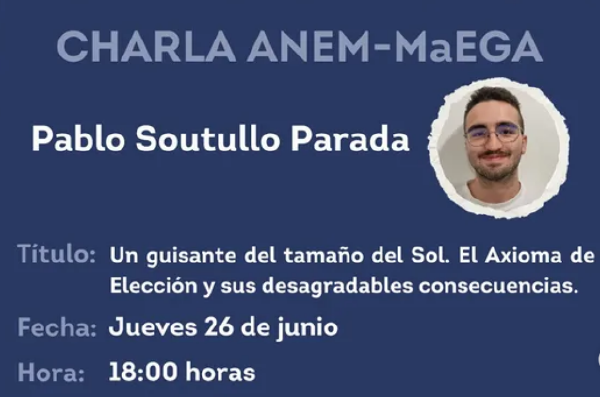 CHARLA ANEM-MaEGA
Pablo Soutullo Parada
Título: Un guisante del tamaño del Sol. El Axioma de
Elección y sus desagradables consecuencias.
Fecha: Jueves 26 de junio
Hora: 18:00 horas